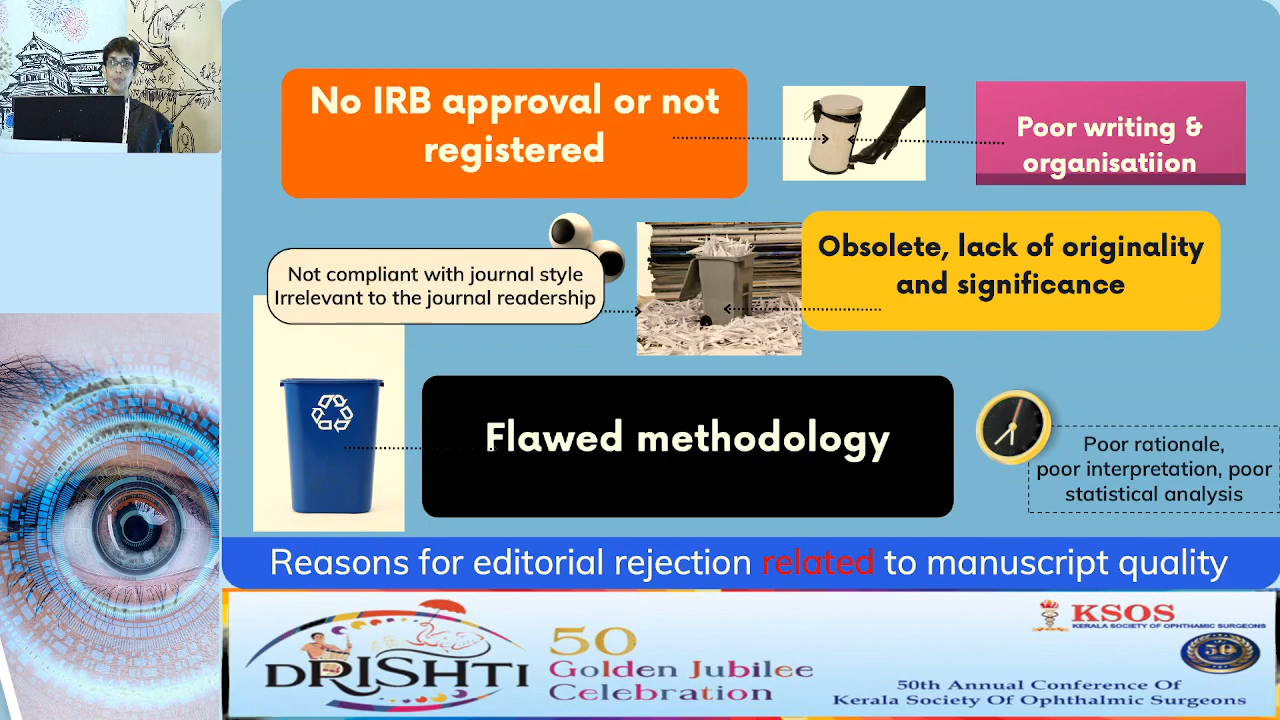 No IRB approval or not
registered
Poor writing &
organisatiion
Not compliant with journal style
Irrelevant to the journal readership
Obsolete, lack of originality
and significance
Flawed methodology
Poor rationale,
poor interpretation, poor
statistical analysis
Reasons for editorial rejection related to manuscript quality
DRISHTI
50
Golden Jubilee
Celebration
KSOS
KERALA SOCIETY OF OPHTHAMIC SURGEONS
50
50th Annual Conference Of
Kerala Society Of Ophthalmic Surgeons